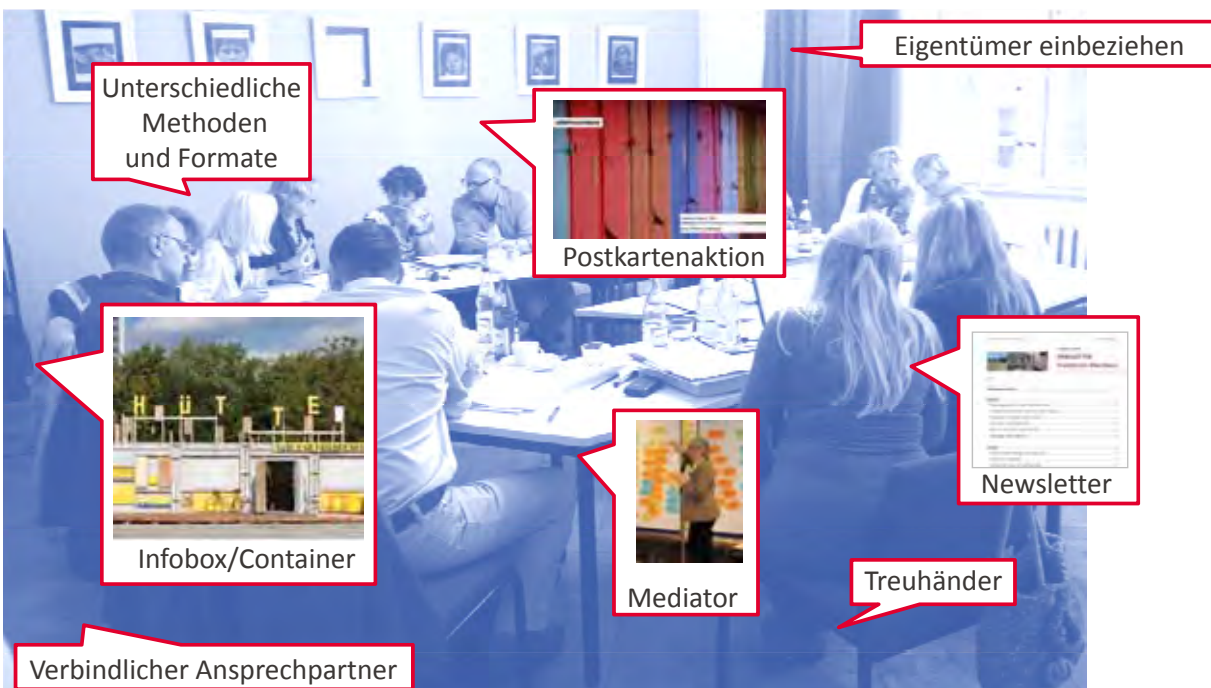 Eigentümer einbeziehen
Unterschiedliche
Methoden
und Formate
Postkartenaktion
HÜTTE
Infobox/Container
Newsletter
Mediator
Treuhänder
Verbindlicher Ansprechpartner